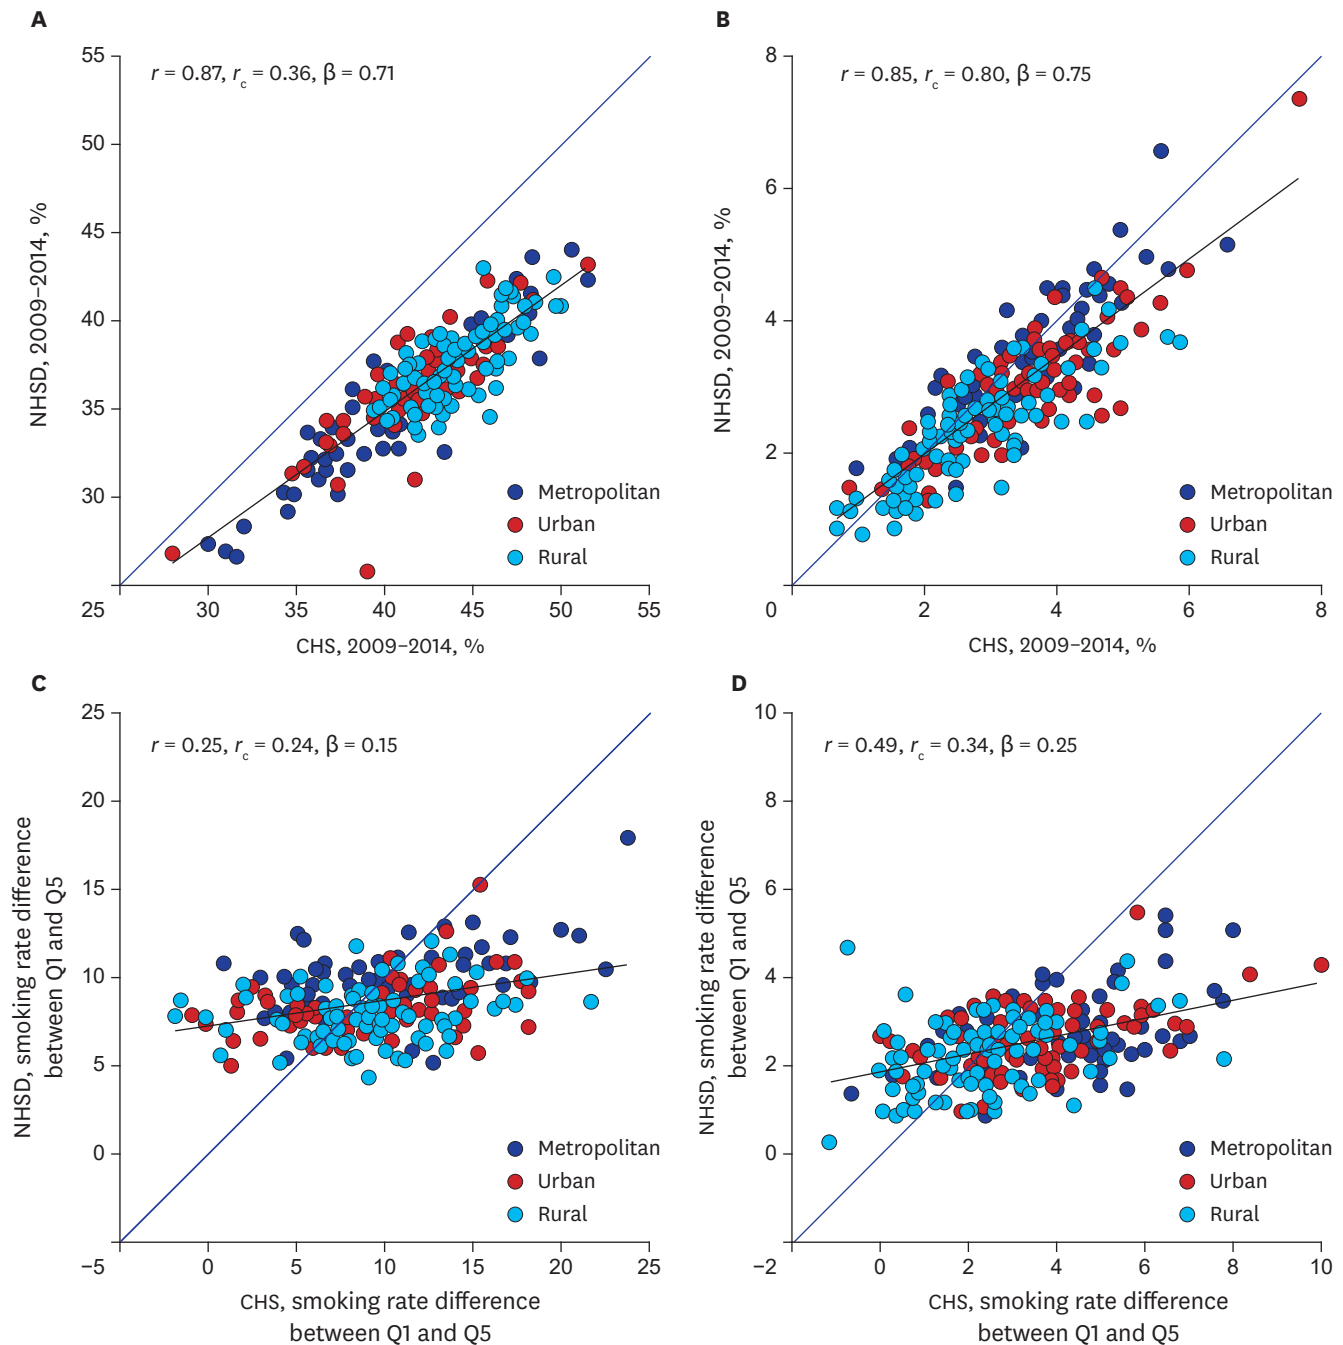 A
r = 0.87, rc = 0.36, β = 0.71
55
50
45
40
35
30
25
30
35
40
45
50
55
NHSD, 2009–2014, %
CHS, 2009–2014, %
Metropolitan
Urban
Rural
B
r = 0.85, rc = 0.80, β = 0.75
8
6
4
2
0
2
4
6
8
NHSD, 2009–2014, %
CHS, 2009–2014, %
Metropolitan
Urban
Rural
C
r = 0.25, rc = 0.24, β = 0.15
25
20
15
10
5
0
−5
0
5
10
15
20
25
NHSD, smoking rate difference
between Q1 and Q5
CHS, smoking rate difference
between Q1 and Q5
Metropolitan
Urban
Rural
D
r = 0.49, rc = 0.34, β = 0.25
10
8
6
4
2
0
−2
0
2
4
6
8
10
NHSD, smoking rate difference
between Q1 and Q5
CHS, smoking rate difference
between Q1 and Q5
Metropolitan
Urban
Rural